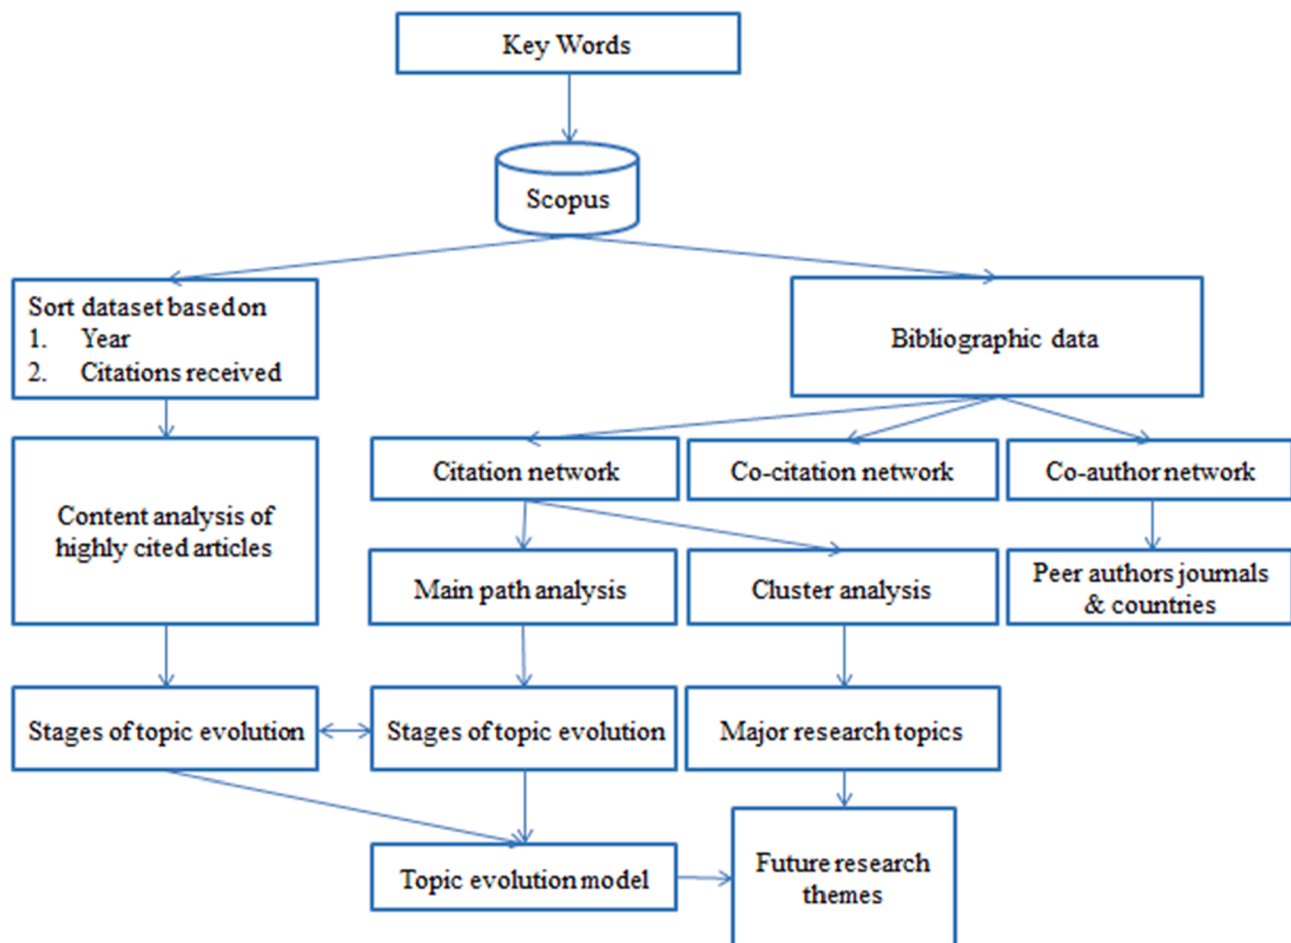 Key Words
Scopus
Sort dataset based on
1. Year
2. Citations received
Bibliographic data
Content analysis of
highly cited articles
Citation network
Co-citation network
Co-author network
Main path analysis
Cluster analysis
Peer authors journals
& countries
Stages of topic evolution
Stages of topic evolution
Major research topics
Topic evolution model
Future research
themes